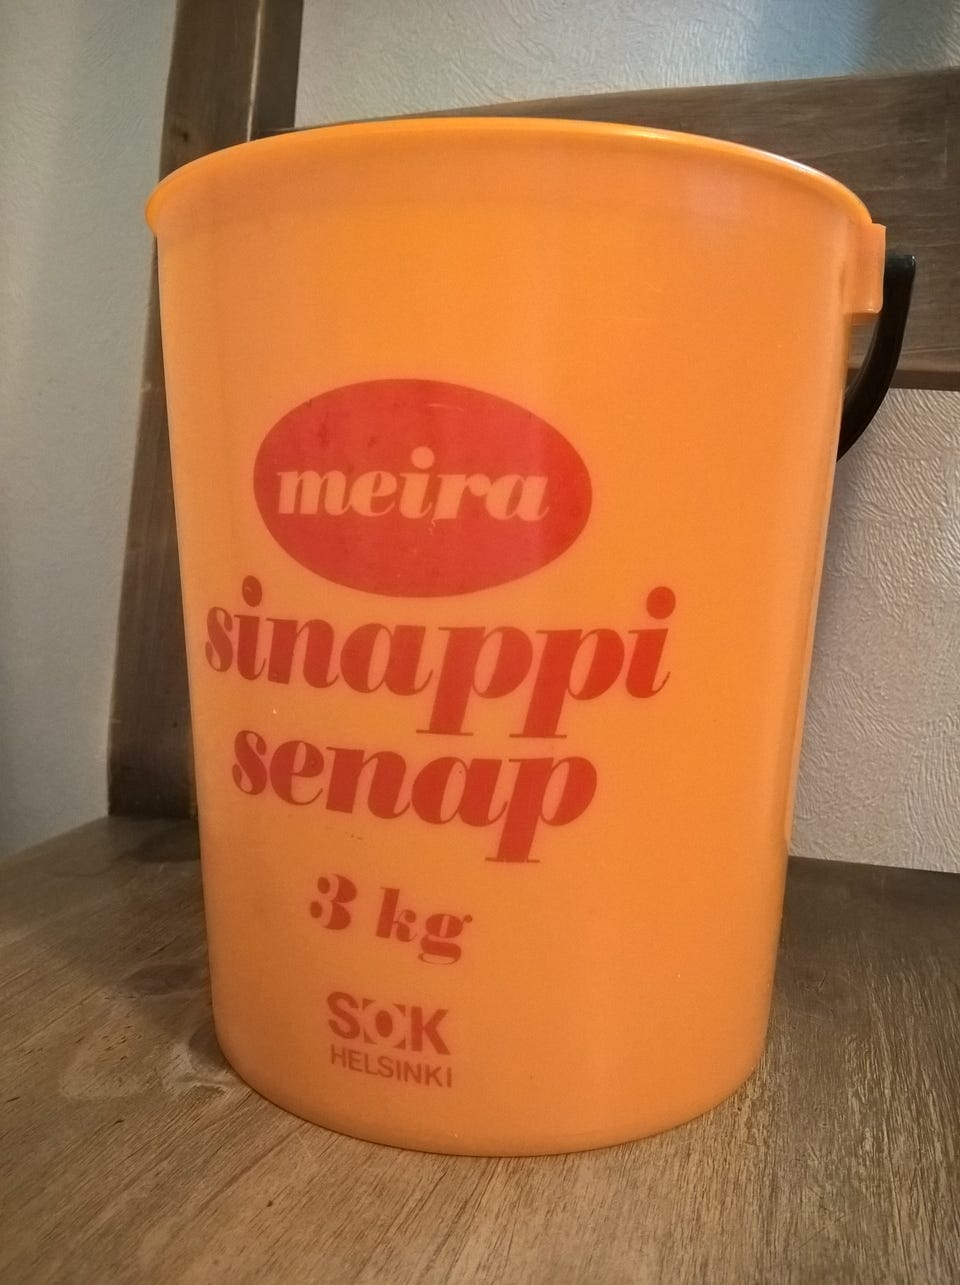 meira
sinappi
senap
3 kg
SOK
HELSINKI